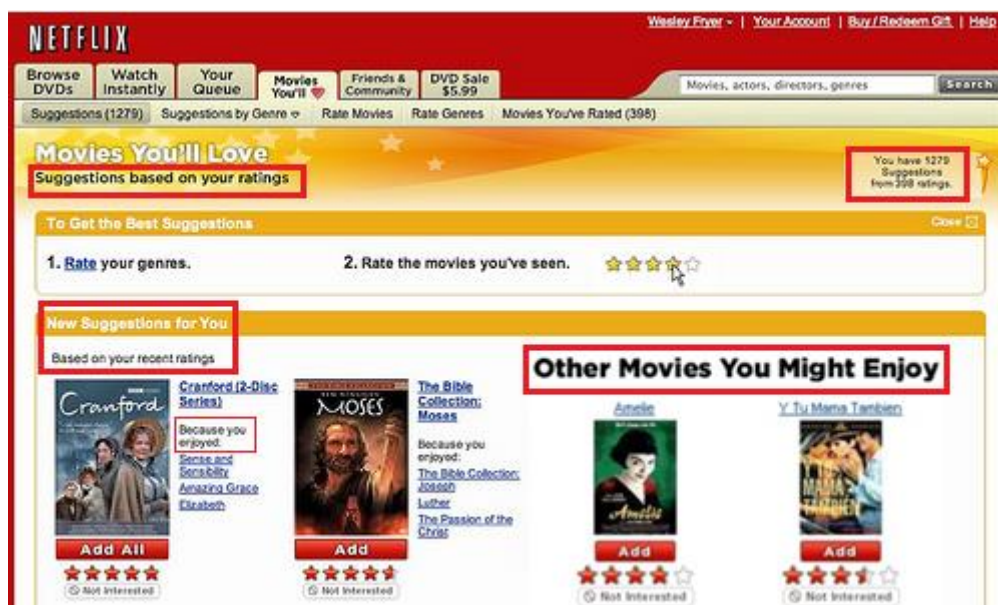 Wesley Fryer | Your Account | Buy/Redeem Gift | Help
NETFLIX
Browse DVDs
Watch Instantly
Your Queue
Movies You'll ♥
Friends & Community
DVD Sale $5.99
Movies, actors, directors, genres
Search
Suggestions (1279) Suggestions by Genre Rate Movies Rate Genres Movies You've Rated (398)
Movies You'll Love
Suggestions based on your ratings
You have 1279
Suggestions
from 398 ratings.
To Get the Best Suggestions
Close
1. Rate your genres.
2. Rate the movies you've seen.
New Suggestions for You
Based on your recent ratings
Other Movies You Might Enjoy
Cranford
Cranford (2-Disc
Series)
Because you
enjoyed:
Sense and
Sensibility
Amazing Grace
Elizabeth
Add All
Not Interested
MOSES
The Bible
Collection:
Moses
Because you
enjoyed:
The Bible Collection:
Joseph
Luther
The Passion of the
Christ
Add
Not Interested
Amelie
Amélie
Add
Not Interested
Y Tu Mama Tambien
Y TU
MAMA
TAMBIEN
Add
Not Interested